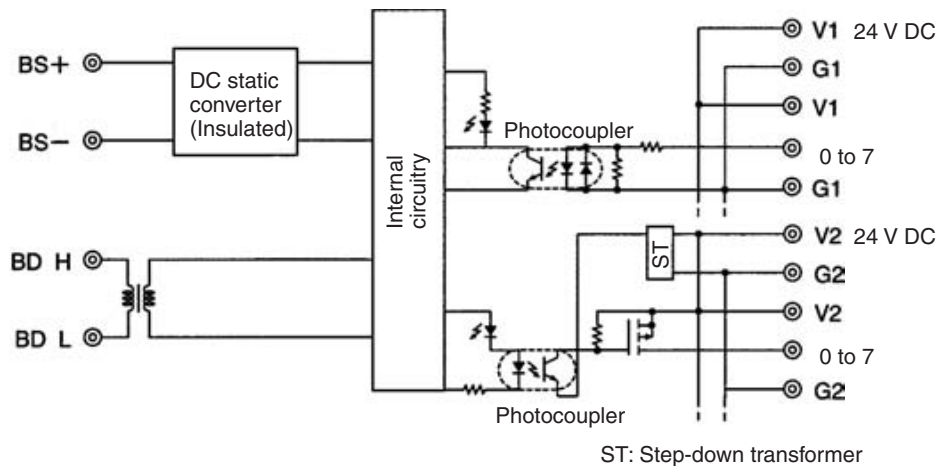 BS+
BS−
DC static
converter
(Insulated)
BD H
BD L
Internal
circuitry
Photocoupler
V1 24 V DC
G1
V1
0 to 7
G1
V2 24 V DC
ST
G2
V2
0 to 7
G2
Photocoupler
ST: Step-down transformer